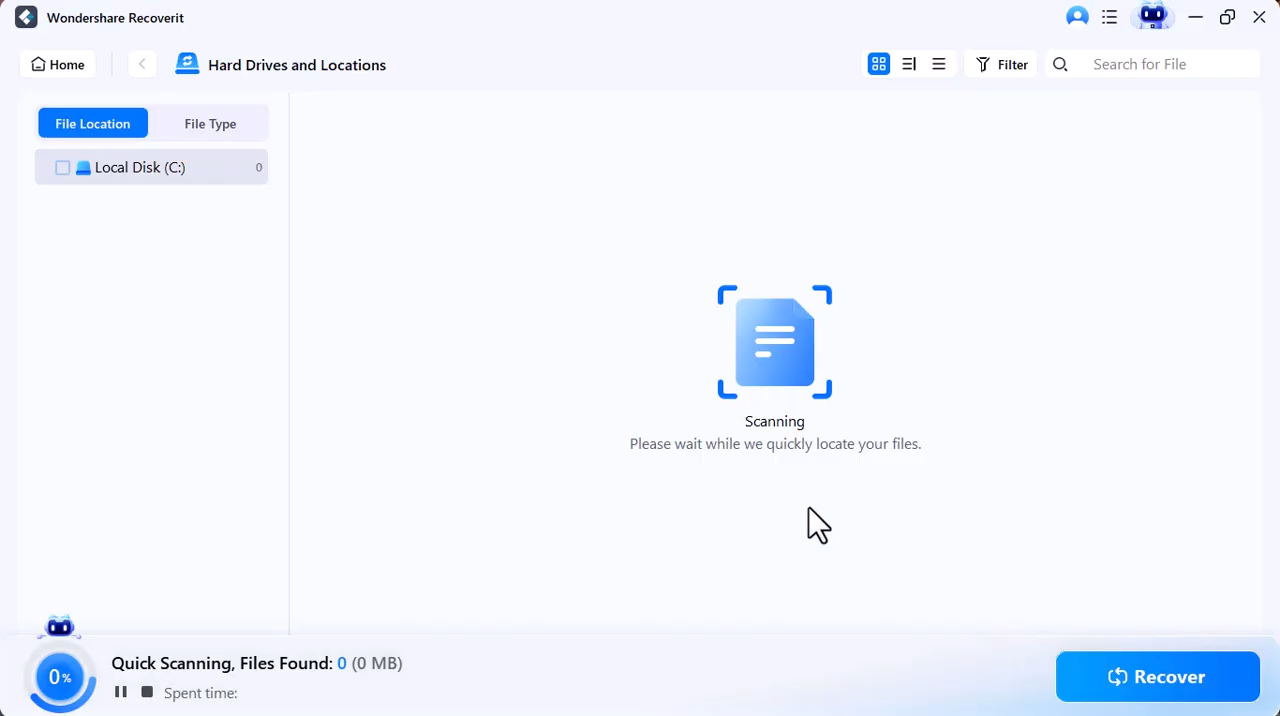 Wondershare Recoverit
Home
Hard Drives and Locations
Filter
Search for File
File Location
File Type
Local Disk (C:)
0
Scanning
Please wait while we quickly locate your files.
0%
Quick Scanning, Files Found: 0 (0 MB)
Spent time:
Recover